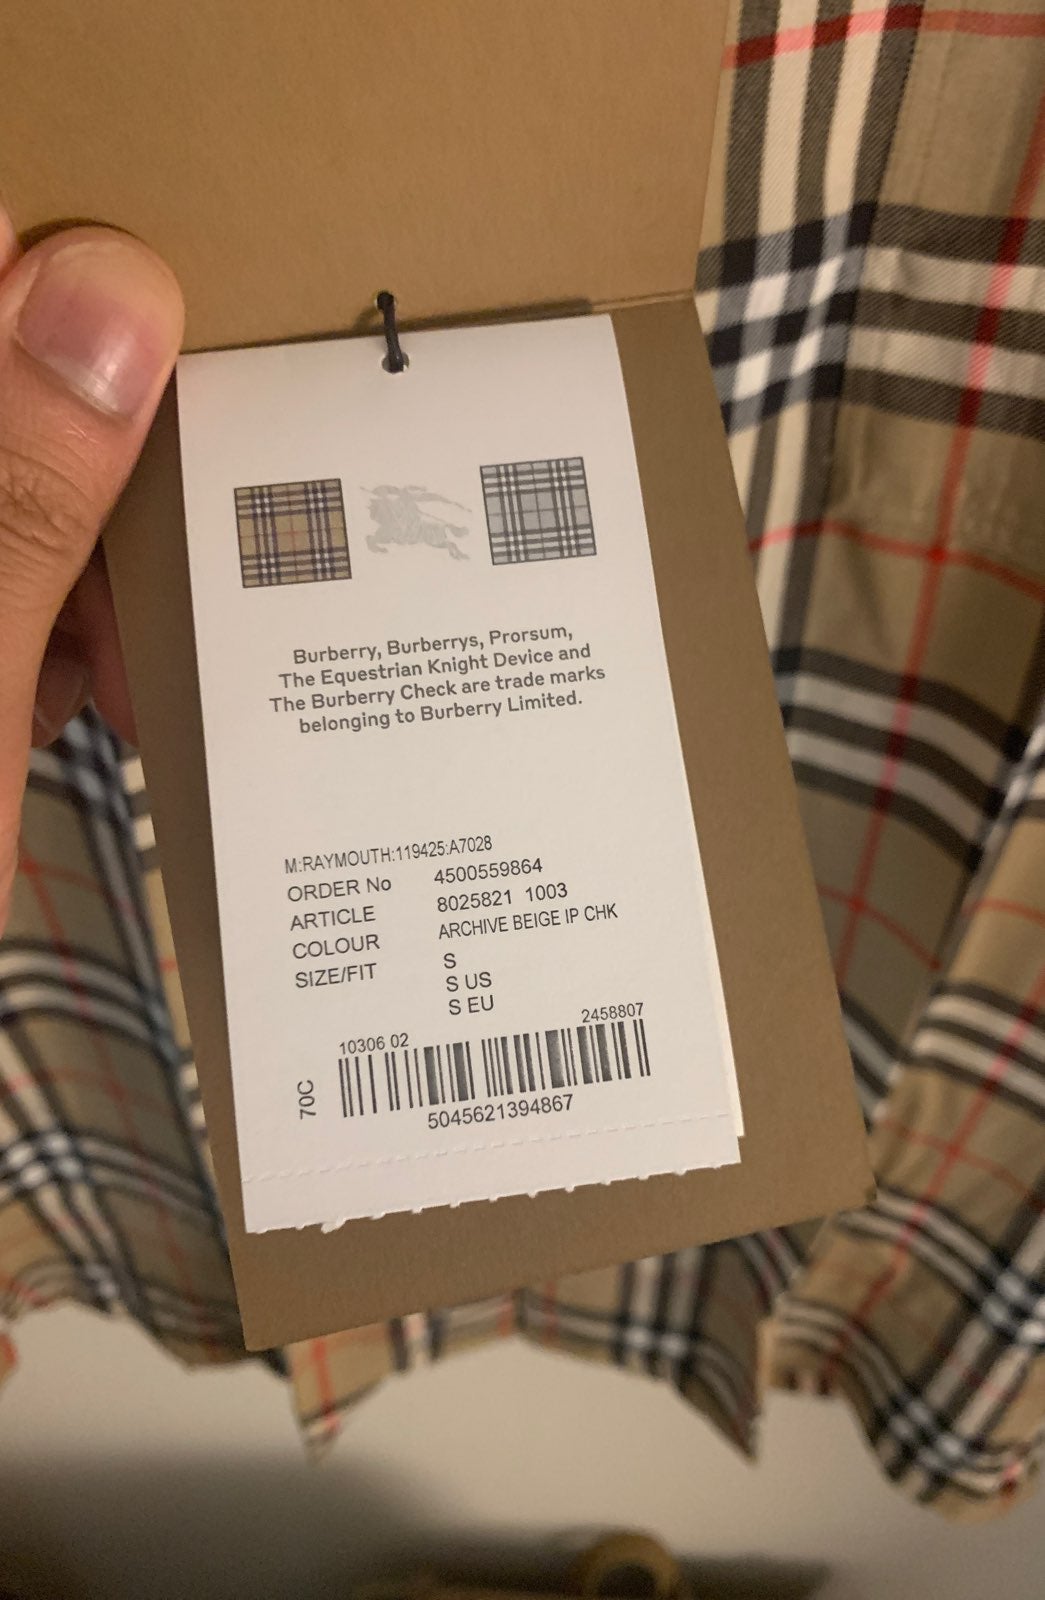 Burberry, Burberrys, Prorsum,
The Equestrian Knight Device and
The Burberry Check are trade marks
belonging to Burberry Limited.
M:RAYMOUTH:119425:A7028
ORDER No 4500559864
ARTICLE 8025821 1003
COLOUR ARCHIVE BEIGE IP CHK
SIZE/FIT S
S US
S EU
10306 02 2458807
70C
5045621394867